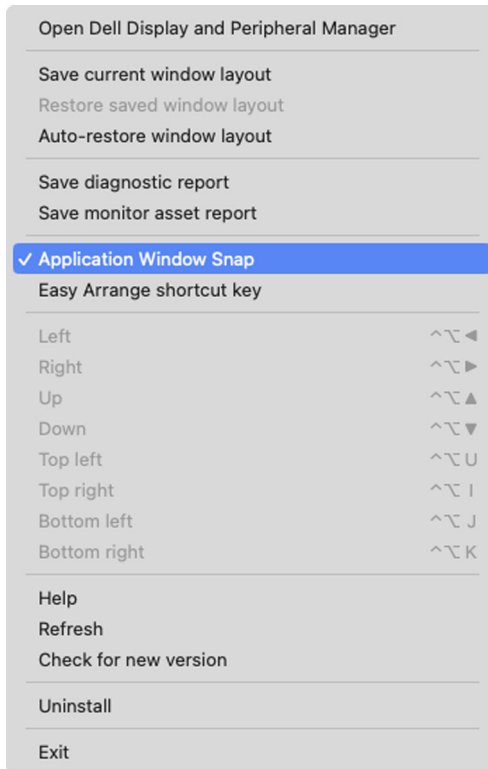 Open Dell Display and Peripheral Manager
Save current window layout
Restore saved window layout
Auto-restore window layout
Save diagnostic report
Save monitor asset report
✓ Application Window Snap
Easy Arrange shortcut key
Left ^⌥◀
Right ^⌥▶
Up ^⌥▲
Down ^⌥▼
Top left ^⌥ U
Top right ^⌥ I
Bottom left ^⌥ J
Bottom right ^⌥ K
Help
Refresh
Check for new version
Uninstall
Exit